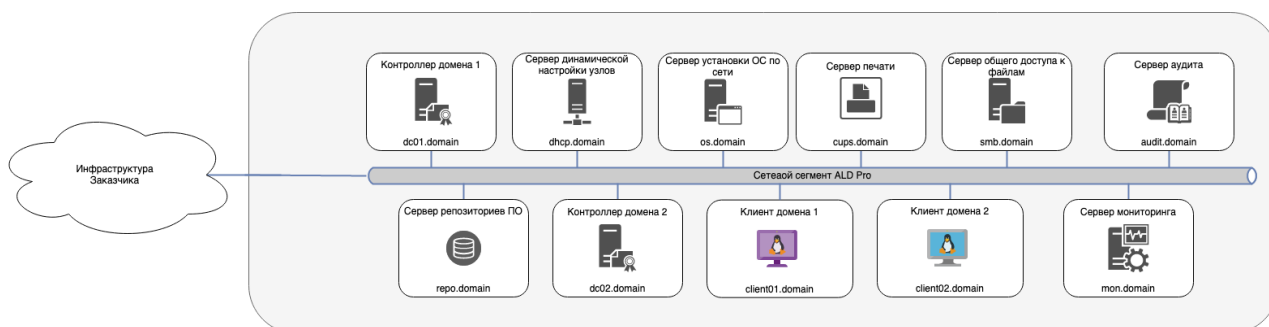 Контроллер домена 1
dc01.domain
Сервер динамической
настройки узлов
dhcp.domain
Сервер установки ОС по
сети
os.domain
Сервер печати
cups.domain
Сервер общего доступа к
файлам
smb.domain
Сервер аудита
audit.domain
Инфраструктура
Заказчика
Сетеаой сегмент ALD Pro
Сервер репозиториев ПО
repo.domain
Контроллер домена 2
dc02.domain
Клиент домена 1
client01.domain
Клиент домена 2
client02.domain
Сервер мониторинга
mon.domain